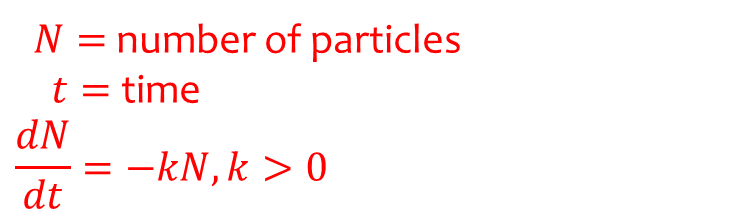 N = number of particles
t = time
dN/dt = −kN, k > 0